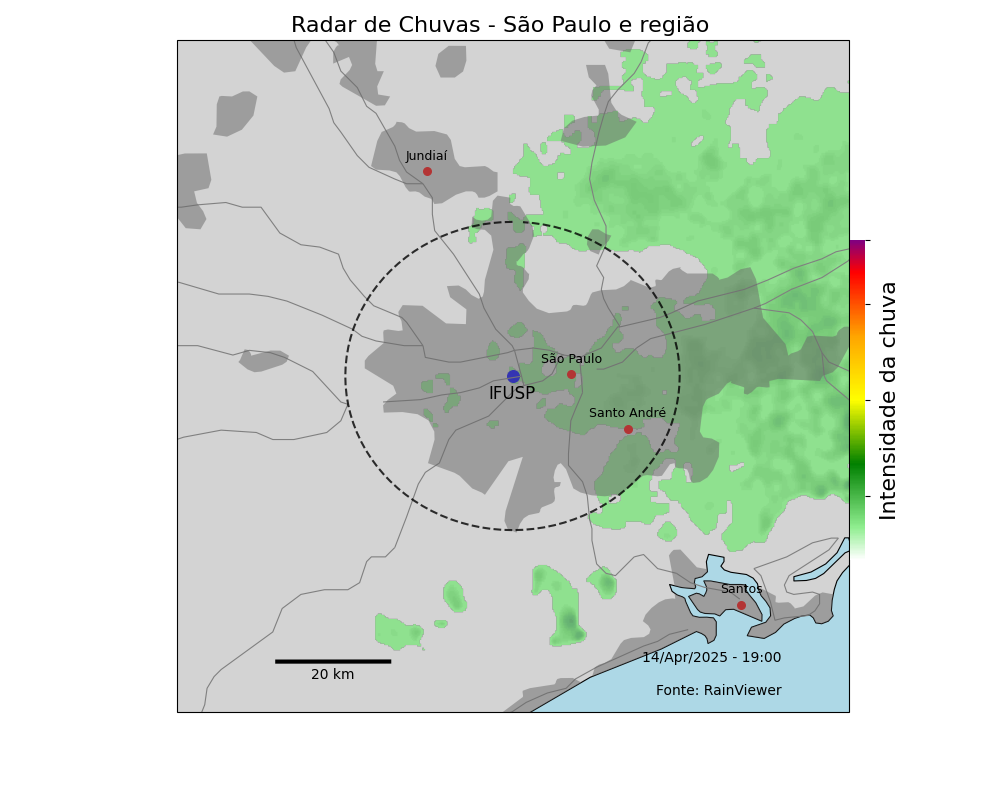 Radar de Chuvas - São Paulo e região
Jundiaí
São Paulo
IFUSP
Santo André
Intensidade da chuva
Santos
14/Apr/2025 - 19:00
20 km
Fonte: RainViewer